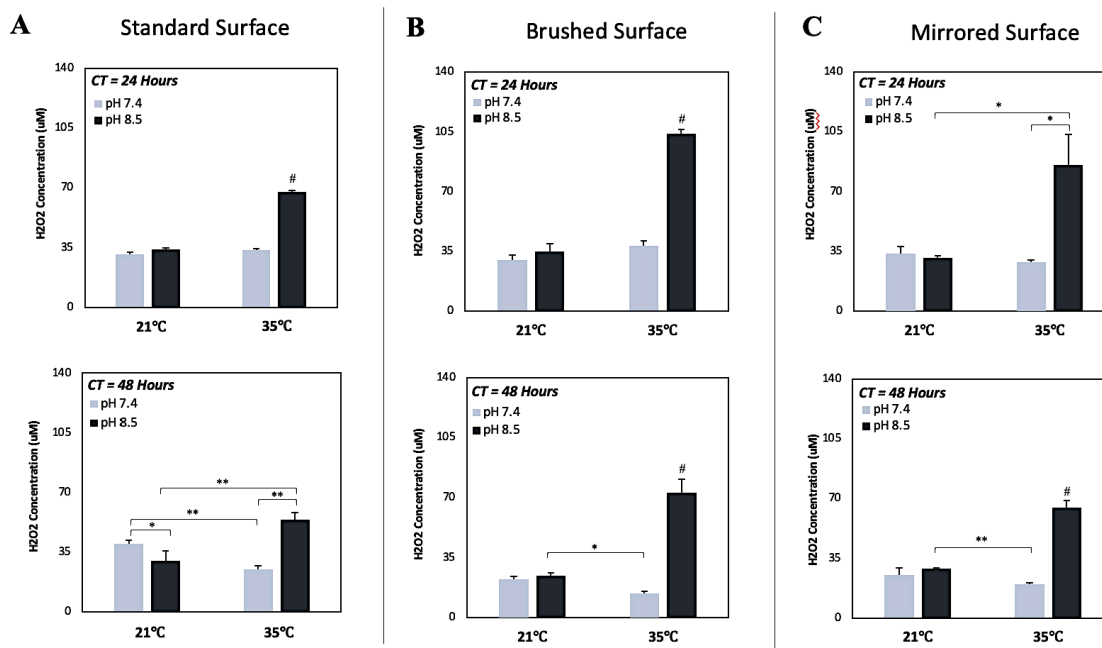 A
Standard Surface
B
Brushed Surface
C
Mirrored Surface
140
105
70
35
0
H2O2 Concentration (uM)
CT = 24 Hours
pH 7.4
pH 8.5
#
21°C
35°C
140
105
70
35
0
H2O2 Concentration (uM)
CT = 24 Hours
pH 7.4
pH 8.5
#
21°C
35°C
140
105
70
35
0
H2O2 Concentration (uM)
CT = 24 Hours
pH 7.4
pH 8.5
*
*
21°C
35°C
140
105
70
35
0
H2O2 Concentration (uM)
CT = 48 Hours
pH 7.4
pH 8.5
**
**
**
*
21°C
35°C
140
105
70
35
0
H2O2 Concentration (uM)
CT = 48 Hours
pH 7.4
pH 8.5
#
*
21°C
35°C
140
105
70
35
0
H2O2 Concentration (uM)
CT = 48 Hours
pH 7.4
pH 8.5
#
**
21°C
35°C